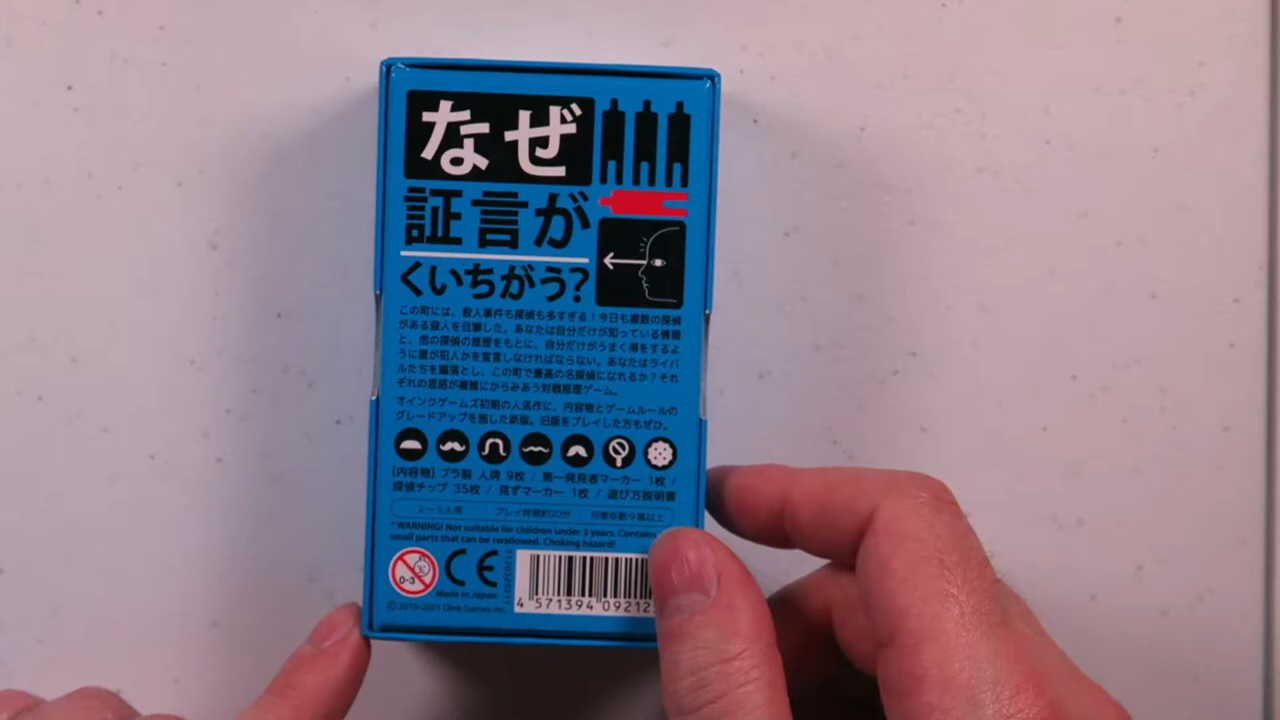 なぜ
証言が
くいちがう?
この町には、殺人事件も探偵も多すぎる!今日も複数の探偵
がある殺人を目撃した。あなたは自分だけが知っている情報
と、他の探偵の推理をもとに、自分だけがうまく得をするよ
うに誰が犯人かを宣言しなければならない。あなたはライバ
ルたちを蹴落とし、この町で最高の名探偵になれるか?それ
ぞれの思惑が複雑にからみあう対戦推理ゲーム。
オインクゲームズ初期の人気作に、内容物とゲームルールの
グレードアップを施した新版。旧版をプレイした方もぜひ。
【内容物】プラ製 人牌 9枚 / 第一発見者マーカー 1枚 /
探偵チップ 35枚 / 見ずマーカー 1枚 / 遊び方説明書
2〜5人用 プレイ時間約20分 対象年齢9歳以上
*WARNING! Not suitable for children under 3 years. Contains
small parts that can be swallowed. Choking hazard!
0-3
CE
Made in Japan
© 2010-2021 Oink Games Inc.
4 571394 09212